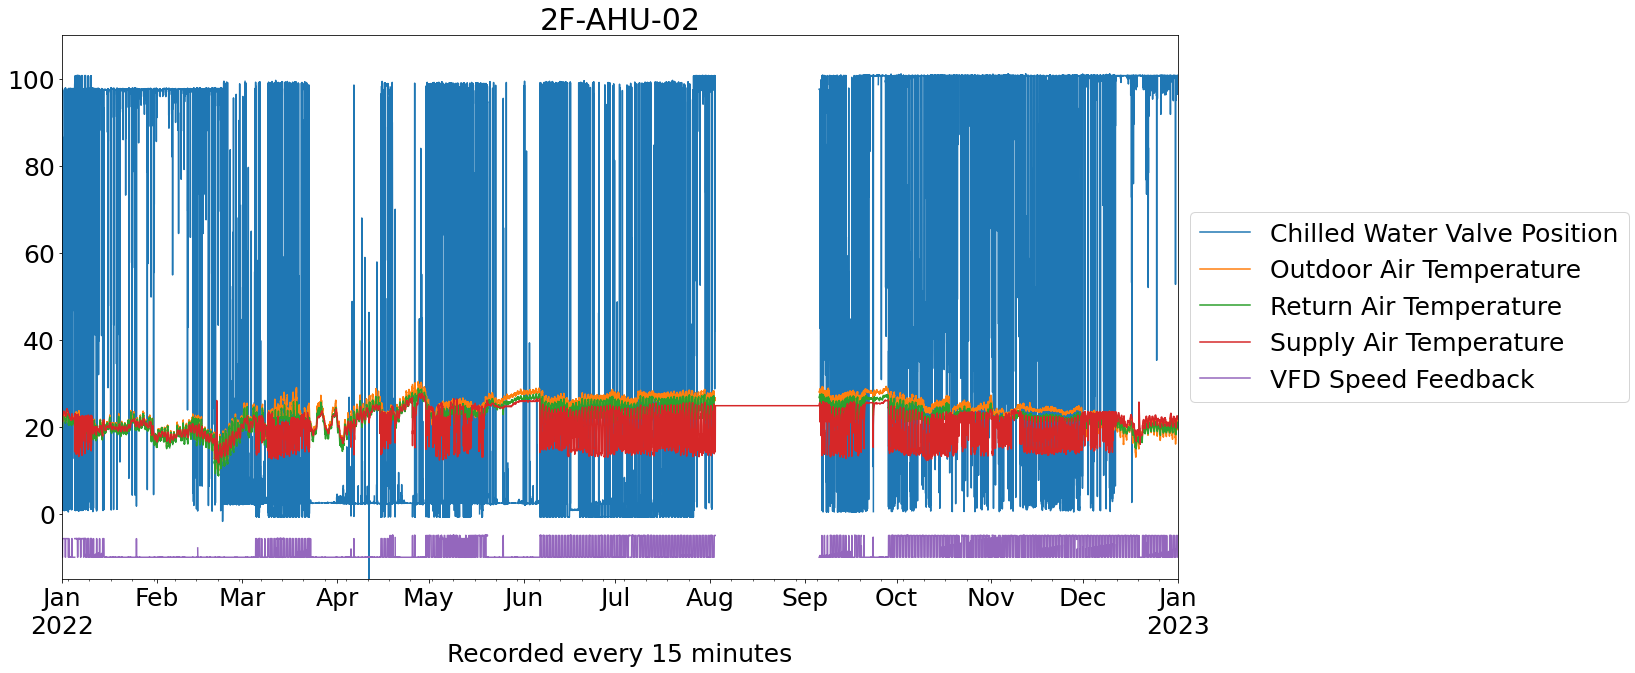 2F-AHU-02
100
80
60
40
20
0
Jan Feb Mar Apr May Jun Jul Aug Sep Oct Nov Dec Jan
2022 2023
Recorded every 15 minutes
Chilled Water Valve Position
Outdoor Air Temperature
Return Air Temperature
Supply Air Temperature
VFD Speed Feedback